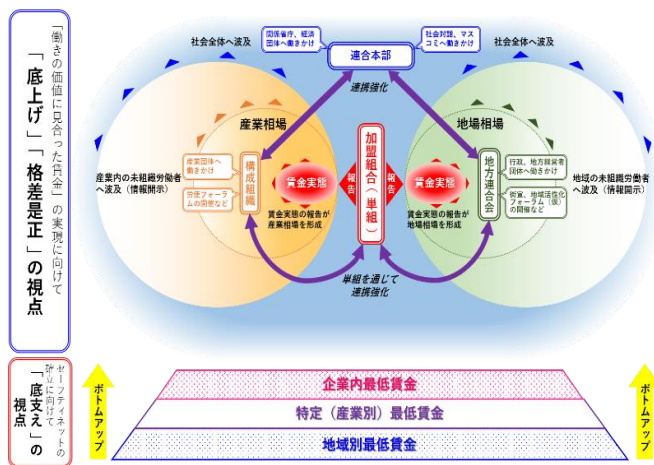 「働きの価値に見合った賃金」の実現に向けて
「底上げ」「格差是正」の視点
社会全体へ波及
関係省庁、経済
団体へ働きかけ
連合本部
社会対話、マス
コミへ働きかけ
社会全体へ波及
連携強化
産業相場
地場相場
産業内の未組織労働者
へ波及（情報開示）
産業団体へ
働きかけ
労使フォーラ
ムの開催など
構成組織
賃金実態
報告
加盟組合（単組）
報告
賃金実態
地方連合会
行政、地方経営者
団体へ働きかけ
街宣、地域活性化
フォーラム（仮）
の開催など
地域の未組織労働者
へ波及（情報開示）
賃金実態の報告が
産業相場を形成
賃金実態の報告が
地場相場を形成
単組を通じて
連携強化
セーフティネットの
確立に向けて
「底支え」の
視点
ボトムアップ
企業内最低賃金
特定（産業別）最低賃金
地域別最低賃金
ボトムアップ